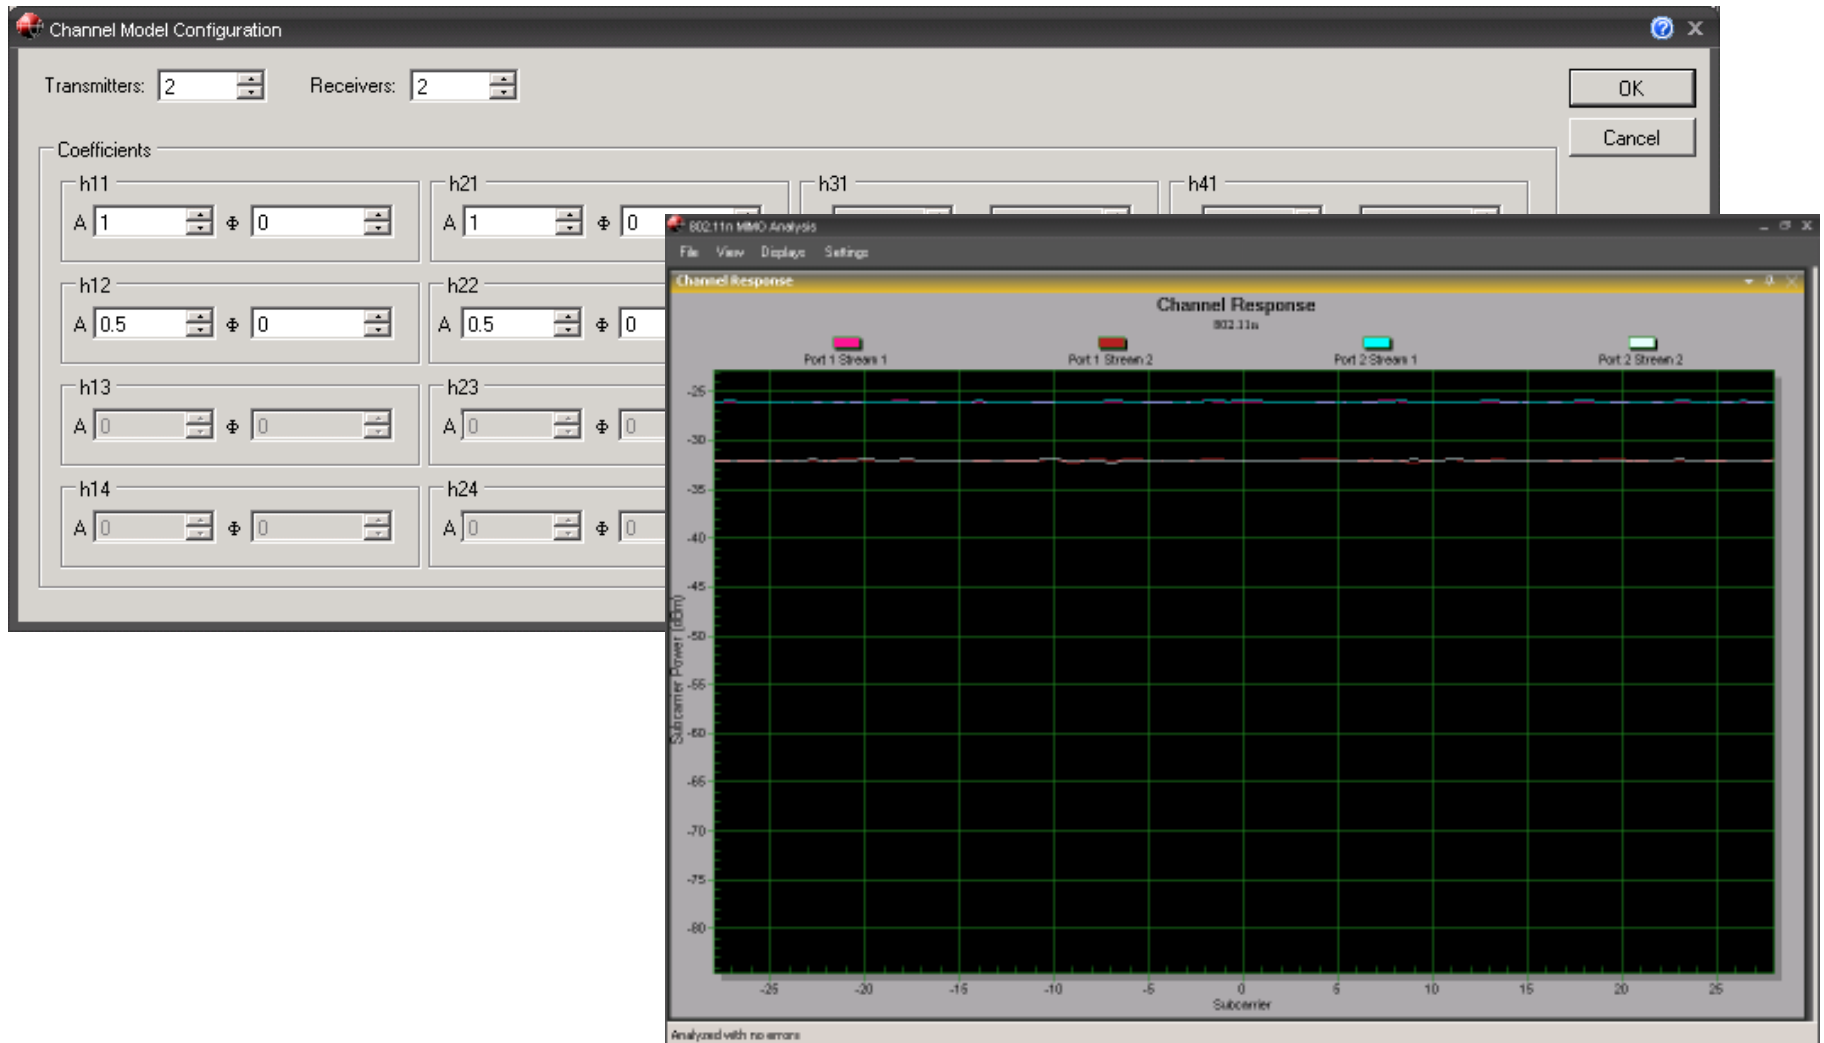 Channel Model Configuration
Transmitters: 2 Receivers: 2
OK
Cancel
Coefficients
h11 h21 h31 h41
A 1 Φ 0 A 1 Φ 0
h12 h22
A 0.5 Φ 0 A 0.5 Φ 0
h13 h23
A 0 Φ 0 A 0 Φ 0
h14 h24
A 0 Φ 0 A 0 Φ 0
802.11n MIMO Analysis
File View Displays Settings
Channel Response
Channel Response
802.11n
Port 1 Stream 1 Port 1 Stream 2 Port 2 Stream 1 Port 2 Stream 2
-25
-30
-35
-40
-45
-50
-55
-60
-65
-70
-75
-80
Subcarrier Power (dBm)
-25 -20 -15 -10 -5 0 5 10 15 20 25
Subcarrier
Analyzed with no errors